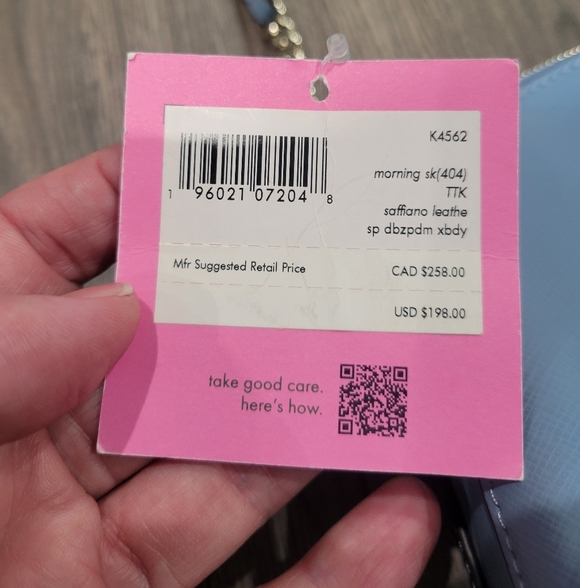 K4562
1 96021 07204 8
morning sk(404)
TTK
saffiano leathe
sp dbzpdm xbdy
Mfr Suggested Retail Price CAD $258.00
USD $198.00
take good care.
here's how.